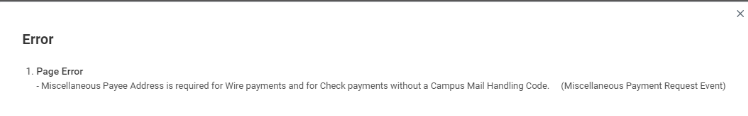 Error
1. Page Error
- Miscellaneous Payee Address is required for Wire payments and for Check payments without a Campus Mail Handling Code. (Miscellaneous Payment Request Event)